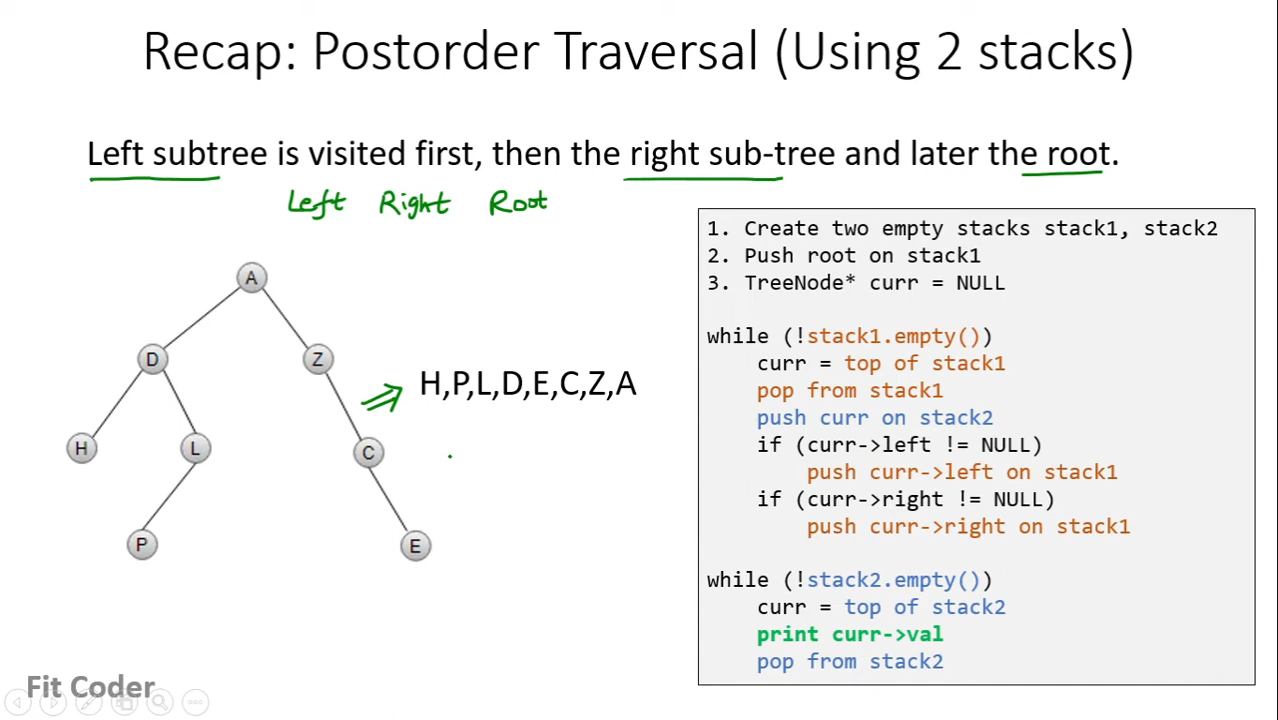 Recap: Postorder Traversal (Using 2 stacks)
Left subtree is visited first, then the right sub-tree and later the root.
Left Right Root
A
D
Z
H
L
C
P
E
H,P,L,D,E,C,Z,A
1. Create two empty stacks stack1, stack2
2. Push root on stack1
3. TreeNode* curr = NULL
while (!stack1.empty())
curr = top of stack1
pop from stack1
push curr on stack2
if (curr->left != NULL)
push curr->left on stack1
if (curr->right != NULL)
push curr->right on stack1
while (!stack2.empty())
curr = top of stack2
print curr->val
pop from stack2
Fit Coder